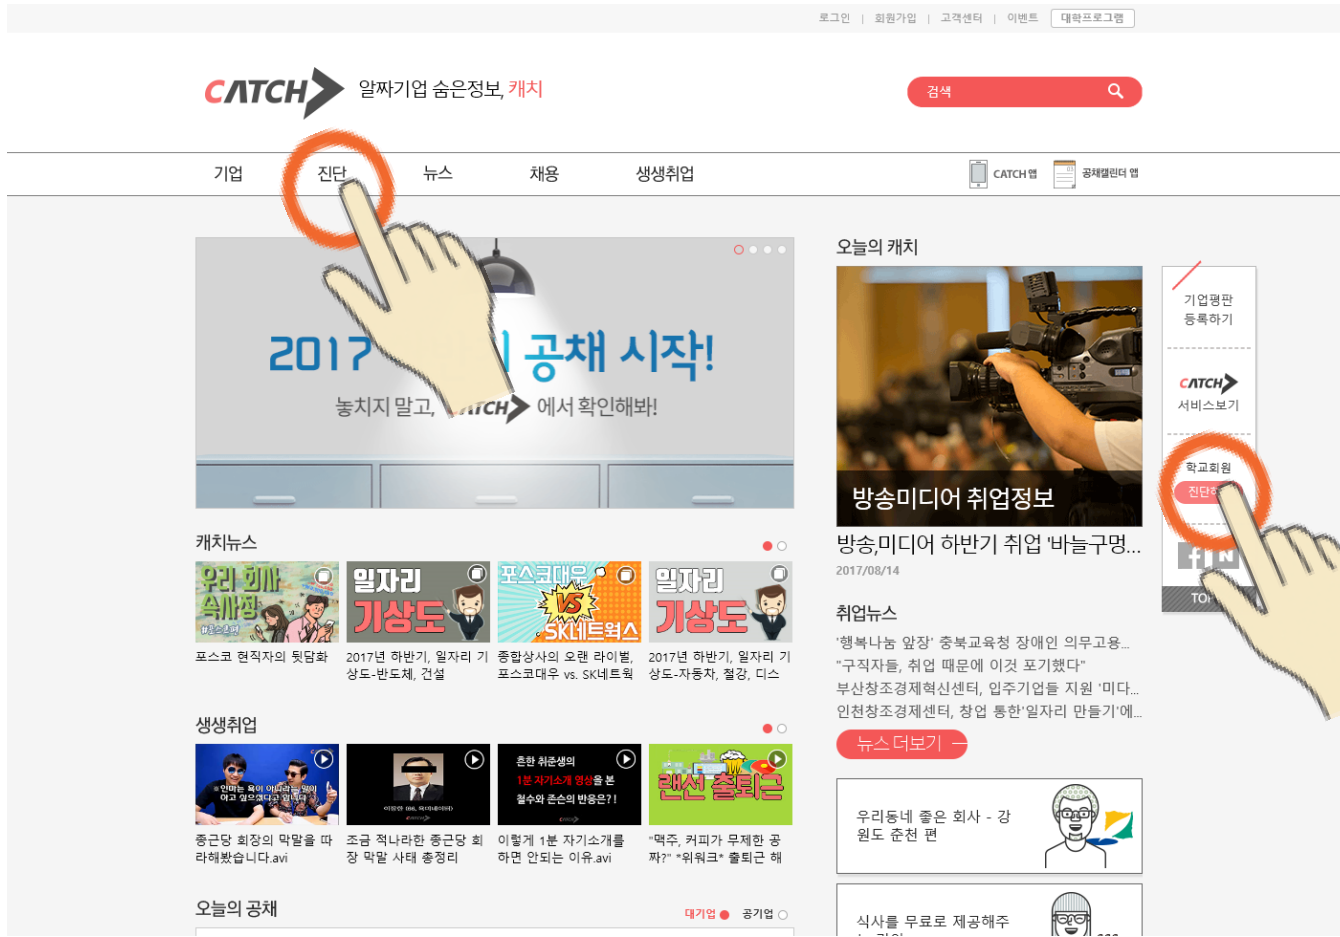 로그인 | 회원가입 | 고객센터 | 이벤트 대학프로그램
CATCH 알짜기업 숨은정보, 캐치
검색
기업 진단 뉴스 채용 생생취업
CATCH 앱 공채캘린더 앱
2017 공채 시작!
놓치지 말고, CATCH 에서 확인해봐!
오늘의 캐치
방송미디어 취업정보
방송,미디어 하반기 취업 '바늘구멍...
2017/08/14
기업평판
등록하기
CATCH
서비스보기
학교회원
진단하
TO
캐치뉴스
우리 회사
속사정
일자리
기상도
포스코대우
VS
SK네트웍스
일자리
기상도
포스코 현직자의 뒷담화
2017년 하반기, 일자리 기
상도-반도체, 건설
종합상사의 오랜 라이벌,
포스코대우 vs. SK네트웍
2017년 하반기, 일자리 기
상도-자동차, 철강, 디스
취업뉴스
'행복나눔 앞장' 충북교육청 장애인 의무고용...
"구직자들, 취업 때문에 이것 포기했다"
부산창조경제혁신센터, 입주기업들 지원 '미다...
인천창조경제센터, 창업 통한'일자리 만들기'에...
뉴스 더보기
생생취업
흔한 취준생의
1분 자기소개 영상을 본
철수와 존슨의 반응은?!
랜선 출퇴근
종근당 회장의 막말을 따
라해봤습니다.avi
조금 적나라한 종근당 회
장 막말 사태 총정리
이렇게 1분 자기소개를
하면 안되는 이유.avi
"맥주, 커피가 무제한 공
짜?" *위워크* 출퇴근 해
우리동네 좋은 회사 - 강
원도 춘천 편
오늘의 공채
대기업 공기업
식사를 무료로 제공해주